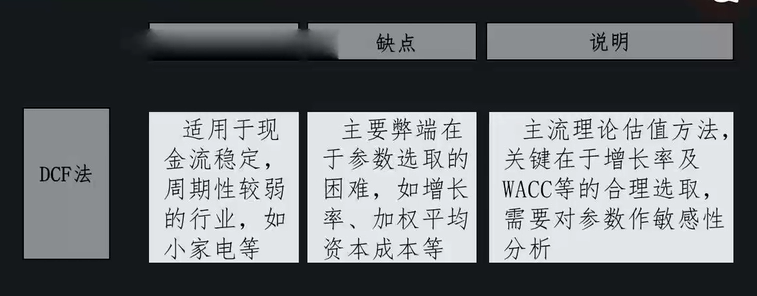 缺点
说明
DCF法
适用于现
金流稳定，
周期性较弱
的行业，如
小家电等
主要弊端在
于参数选取的
困难，如增长
率、加权平均
资本成本等
主流理论估值方法，
关键在于增长率及
WACC等的合理选取，
需要对参数作敏感性
分析